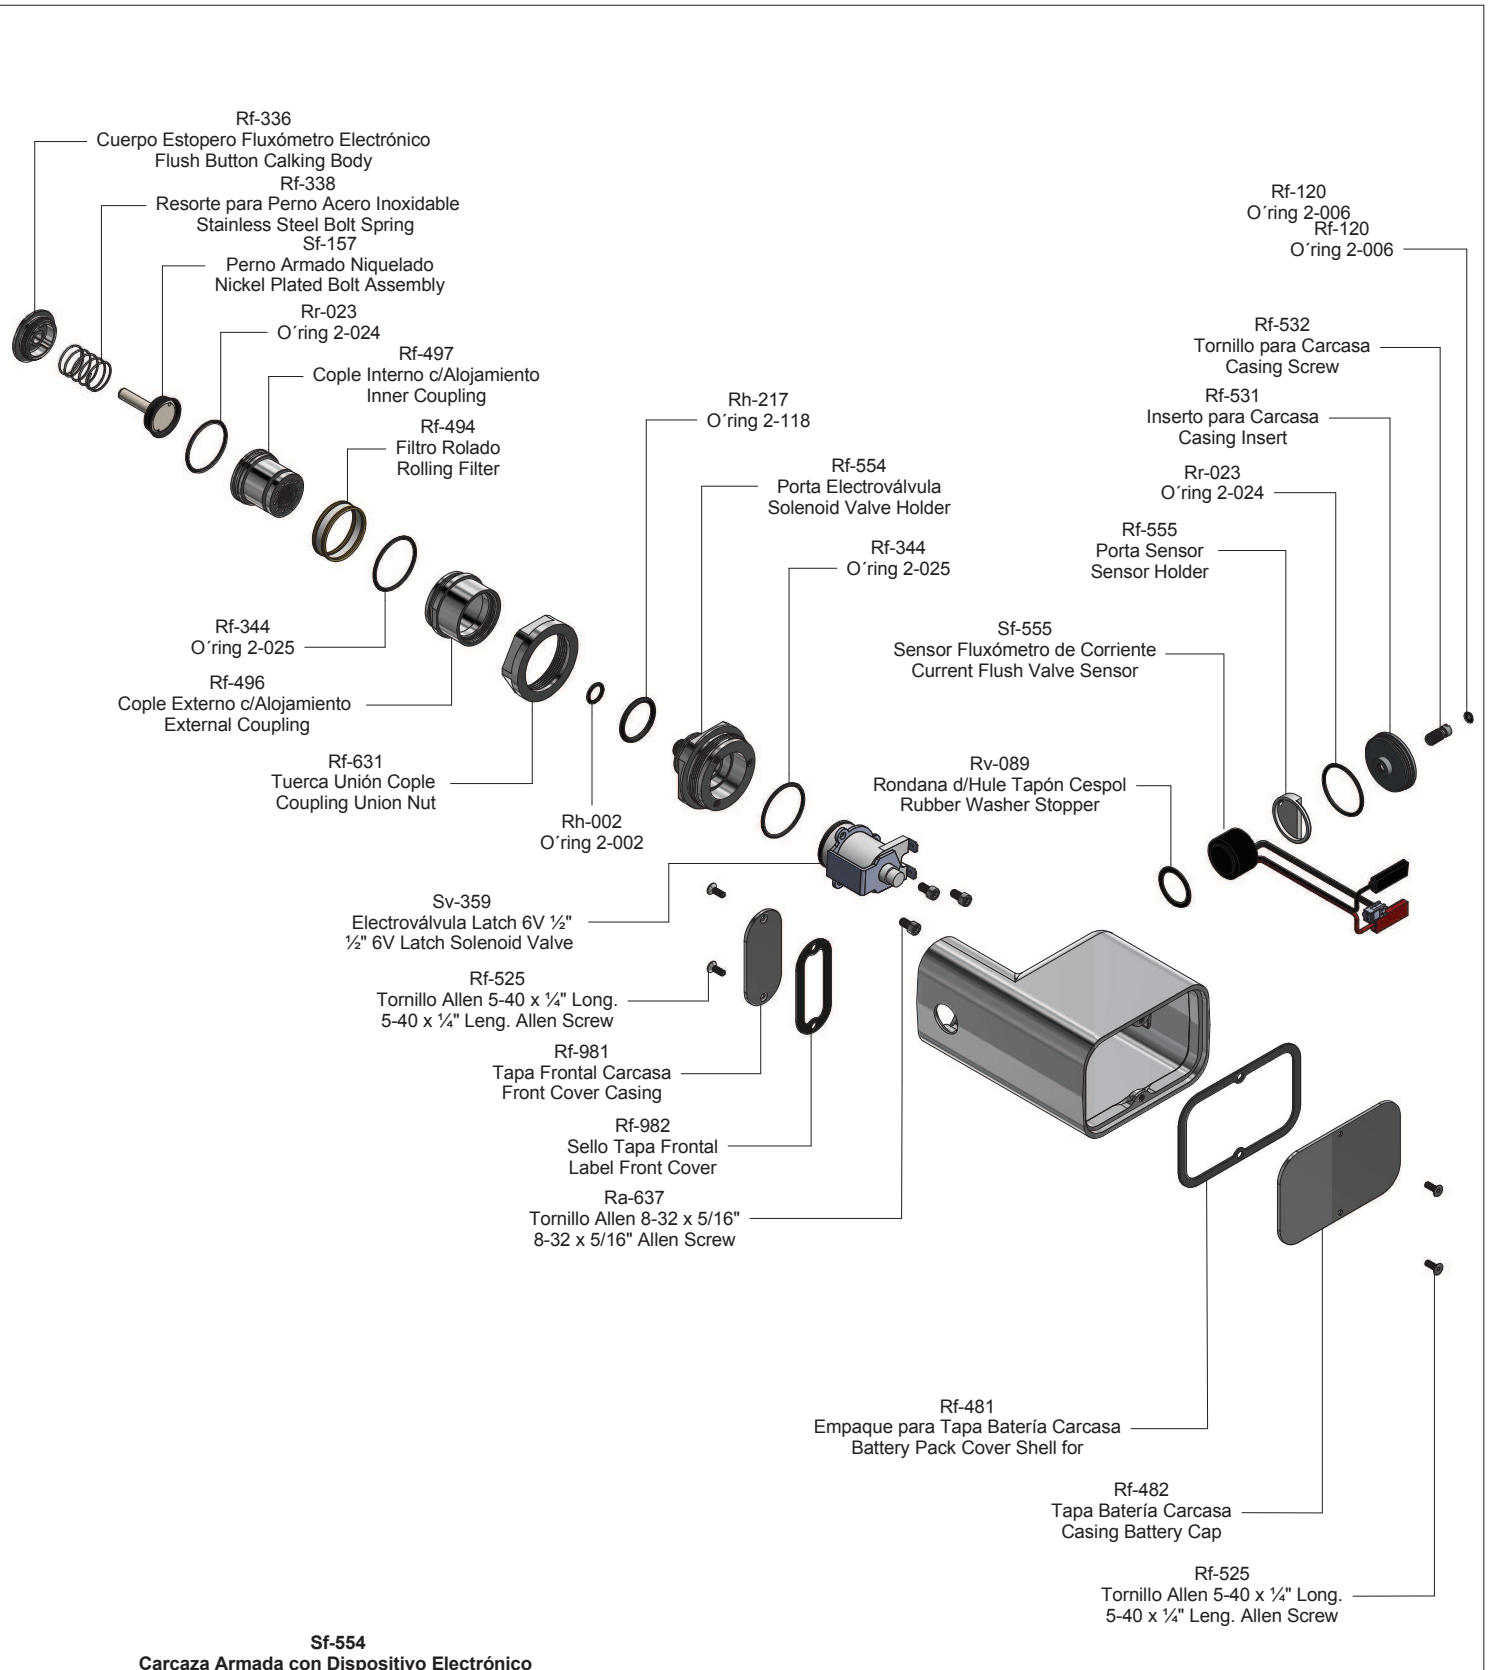 Rf-336
Cuerpo Estopero Fluxómetro Electrónico
Flush Button Calking Body
Rf-338
Resorte para Perno Acero Inoxidable
Stainless Steel Bolt Spring
Sf-157
Perno Armado Niquelado
Nickel Plated Bolt Assembly
Rr-023
O´ring 2-024
Rf-497
Cople Interno c/Alojamiento
Inner Coupling
Rf-494
Filtro Rolado
Rolling Filter
Rf-344
O´ring 2-025
Rf-496
Cople Externo c/Alojamiento
External Coupling
Rf-631
Tuerca Unión Cople
Coupling Union Nut
Rh-002
O´ring 2-002
Rh-217
O´ring 2-118
Rf-554
Porta Electroválvula
Solenoid Valve Holder
Rf-344
O´ring 2-025
Rf-120
O´ring 2-006
Rf-120
O´ring 2-006
Rf-532
Tornillo para Carcasa
Casing Screw
Rf-531
Inserto para Carcasa
Casing Insert
Rr-023
O´ring 2-024
Rf-555
Porta Sensor
Sensor Holder
Sf-555
Sensor Fluxómetro de Corriente
Current Flush Valve Sensor
Rv-089
Rondana d/Hule Tapón Cespol
Rubber Washer Stopper
Sv-359
Electroválvula Latch 6V ½"
½" 6V Latch Solenoid Valve
Rf-525
Tornillo Allen 5-40 x ¼" Long.
5-40 x ¼" Leng. Allen Screw
Rf-981
Tapa Frontal Carcasa
Front Cover Casing
Rf-982
Sello Tapa Frontal
Label Front Cover
Ra-637
Tornillo Allen 8-32 x 5/16"
8-32 x 5/16" Allen Screw
Rf-481
Empaque para Tapa Batería Carcasa
Battery Pack Cover Shell for
Rf-482
Tapa Batería Carcasa
Casing Battery Cap
Rf-525
Tornillo Allen 5-40 x ¼" Long.
5-40 x ¼" Leng. Allen Screw
Sf-554
Carcaza Armada con Dispositivo Electrónico